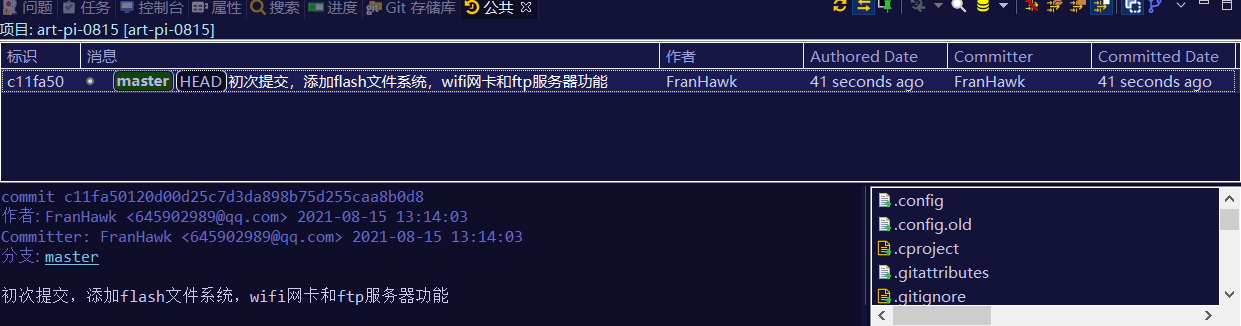 问题 任务 控制台 属性 搜索 进度 Git 存储库 公共
项目: art-pi-0815 [art-pi-0815]
标识 消息 作者 Authored Date Committer Committed Date
c11fa50 master HEAD 初次提交，添加flash文件系统，wifi网卡和ftp服务器功能 FranHawk 41 seconds ago FranHawk 41 seconds ago
commit c11fa50120d00d25c7d3da898b75d255caa8b0d8
作者: FranHawk <645902989@qq.com> 2021-08-15 13:14:03
Committer: FranHawk <645902989@qq.com> 2021-08-15 13:14:03
分支: master
初次提交，添加flash文件系统，wifi网卡和ftp服务器功能
.config
.config.old
.cproject
.gitattributes
.gitignore